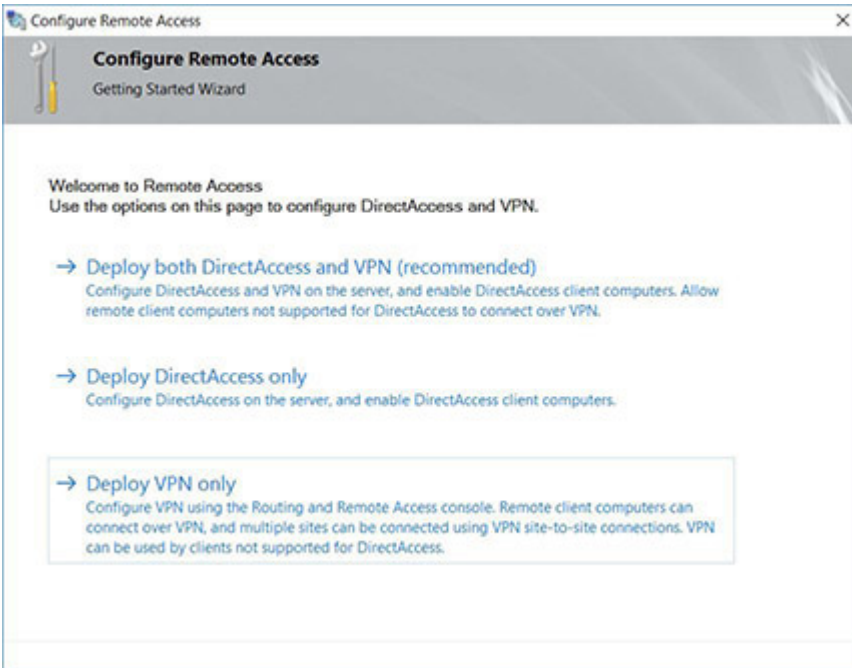 Configure Remote Access
Configure Remote Access
Getting Started Wizard
Welcome to Remote Access
Use the options on this page to configure DirectAccess and VPN.
Deploy both DirectAccess and VPN (recommended)
Configure DirectAccess and VPN on the server, and enable DirectAccess client computers. Allow
remote client computers not supported for DirectAccess to connect over VPN.
Deploy DirectAccess only
Configure DirectAccess on the server, and enable DirectAccess client computers.
Deploy VPN only
Configure VPN using the Routing and Remote Access console. Remote client computers can
connect over VPN, and multiple sites can be connected using VPN site-to-site connections. VPN
can be used by clients not supported for DirectAccess.